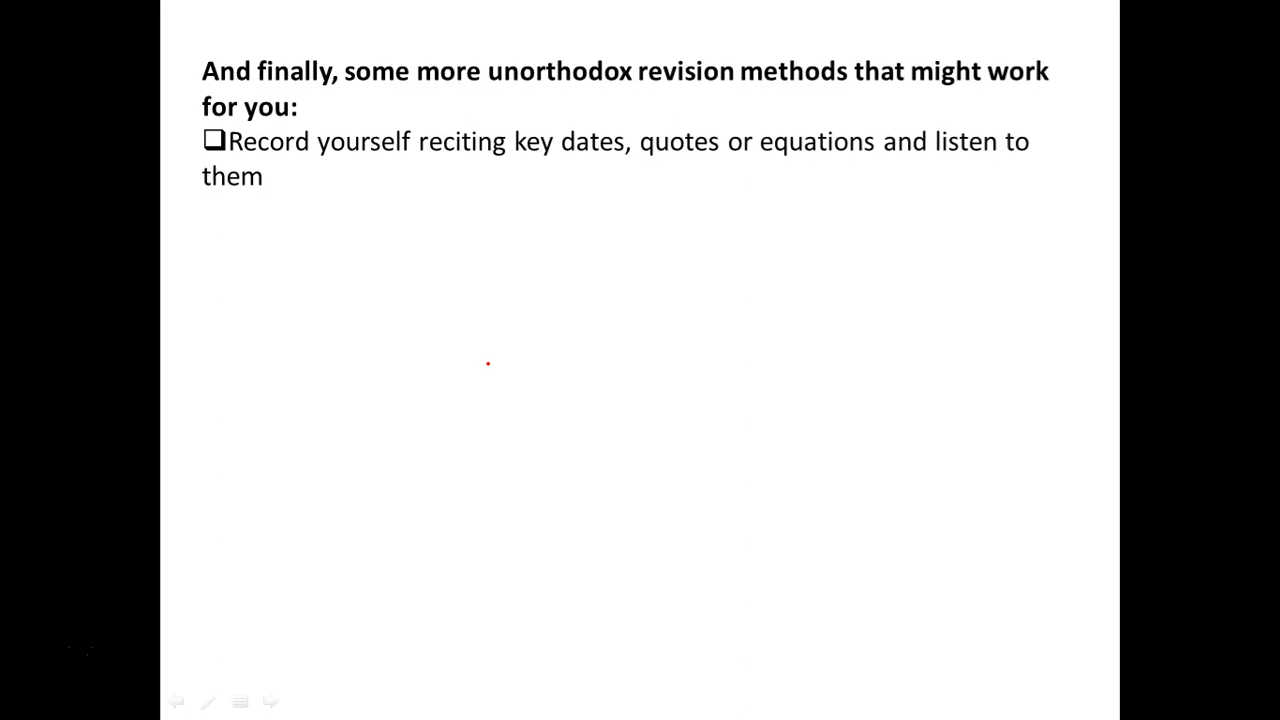 And finally, some more unorthodox revision methods that might work
for you:
❑Record yourself reciting key dates, quotes or equations and listen to
them